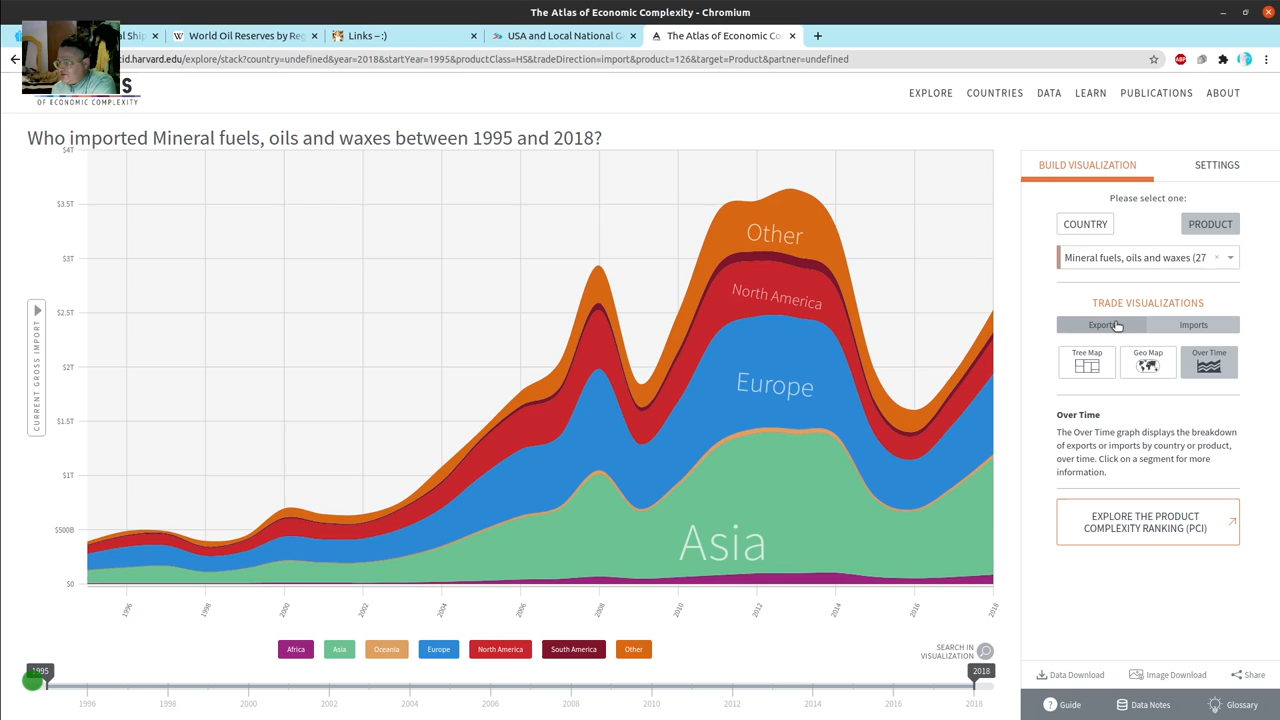 The Atlas of Economic Complexity - Chromium
al Ship
World Oil Reserves by Reg
Links – :)
USA and Local National G
The Atlas of Economic Co
cid.harvard.edu/explore/stack?country=undefined&year=2018&startYear=1995&productClass=HS&tradeDirection=import&product=126&target=Product&partner=undefined
ABP
S
OF ECONOMIC COMPLEXITY
EXPLORE COUNTRIES DATA LEARN PUBLICATIONS ABOUT
Who imported Mineral fuels, oils and waxes between 1995 and 2018?
BUILD VISUALIZATION SETTINGS
Please select one:
COUNTRY PRODUCT
Mineral fuels, oils and waxes (27 ×
TRADE VISUALIZATIONS
Exports Imports
Tree Map Geo Map Over Time
Over Time
The Over Time graph displays the breakdown
of exports or imports by country or product,
over time. Click on a segment for more
information.
EXPLORE THE PRODUCT
COMPLEXITY RANKING (PCI)
CURRENT GROSS IMPORT
$4T
$3.5T
$3T
$2.5T
$2T
$1.5T
$1T
$500B
$0
Other
North America
Europe
Asia
1996 1998 2000 2002 2004 2006 2008 2010 2012 2014 2016 2018
Africa Asia Oceania Europe North America South America Other
SEARCH IN
VISUALIZATION
1995 2018
1996 1998 2000 2002 2004 2006 2008 2010 2012 2014 2016 2018
Data Download Image Download Share
? Guide Data Notes Glossary